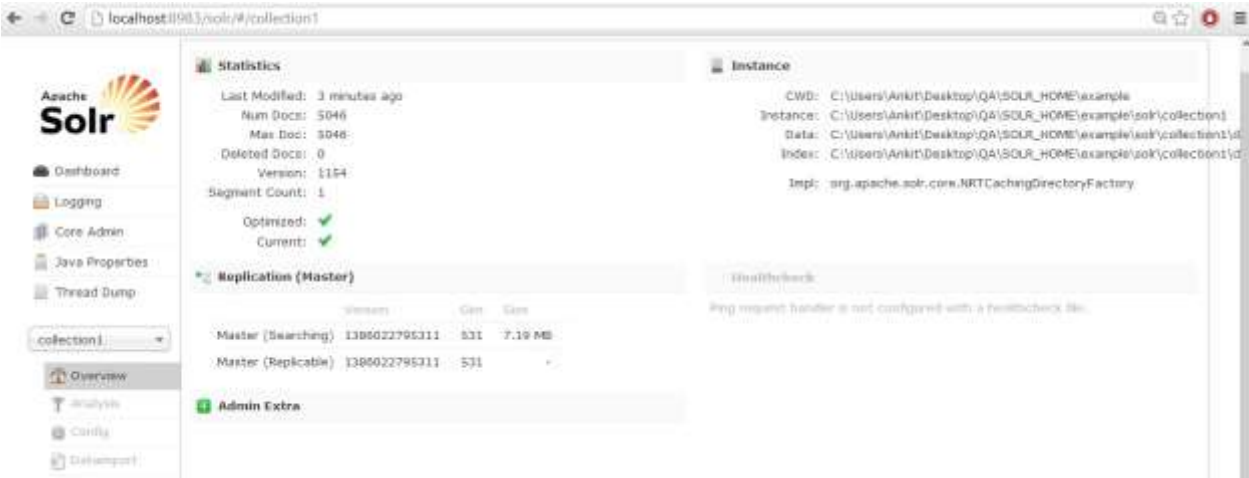 localhost:8983/solr/#/collection1
Apache
Solr
Dashboard
Logging
Core Admin
Java Properties
Thread Dump
collection1
Overview
Analysis
Config
Dataimport
Statistics
Last Modified: 3 minutes ago
Num Docs: 5046
Max Doc: 5046
Deleted Docs: 0
Version: 1154
Segment Count: 1
Optimized:
Current:
Instance
CWD: C:\Users\Ankit\Desktop\QA\SOLR_HOME\example
Instance: C:\Users\Ankit\Desktop\QA\SOLR_HOME\example\solr\collection1
Data: C:\Users\Ankit\Desktop\QA\SOLR_HOME\example\solr\collection1\d
Index: C:\Users\Ankit\Desktop\QA\SOLR_HOME\example\solr\collection1\d
Impl: org.apache.solr.core.NRTCachingDirectoryFactory
Replication (Master)
Version Gen Size
Master (Searching) 1386022795311 531 7.19 MB
Master (Replicable) 1386022795311 531 -
Healthcheck
Ping request handler is not configured with a healthcheck file.
Admin Extra